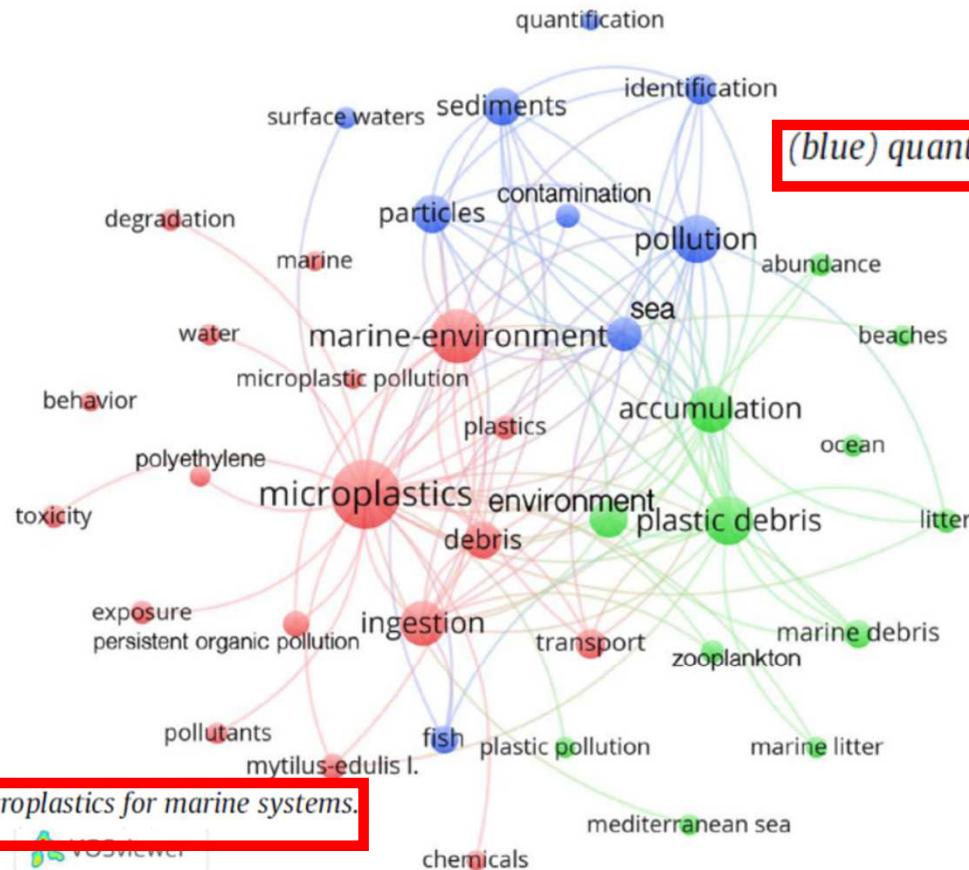 quantification
identification
sediments
surface waters
(blue) quant
contamination
particles
degradation
pollution
marine
abundance
sea
water
marine-environment
beaches
microplastic pollution
behavior
accumulation
plastics
ocean
polyethylene
microplastics
environment
toxicity
plastic debris
litter
debris
exposure
ingestion
persistent organic pollution
transport
marine debris
zooplankton
pollutants
fish
plastic pollution
marine litter
mytilus-edulis l.
roplastics for marine systems.
mediterranean sea
VOSviewer
chemicals